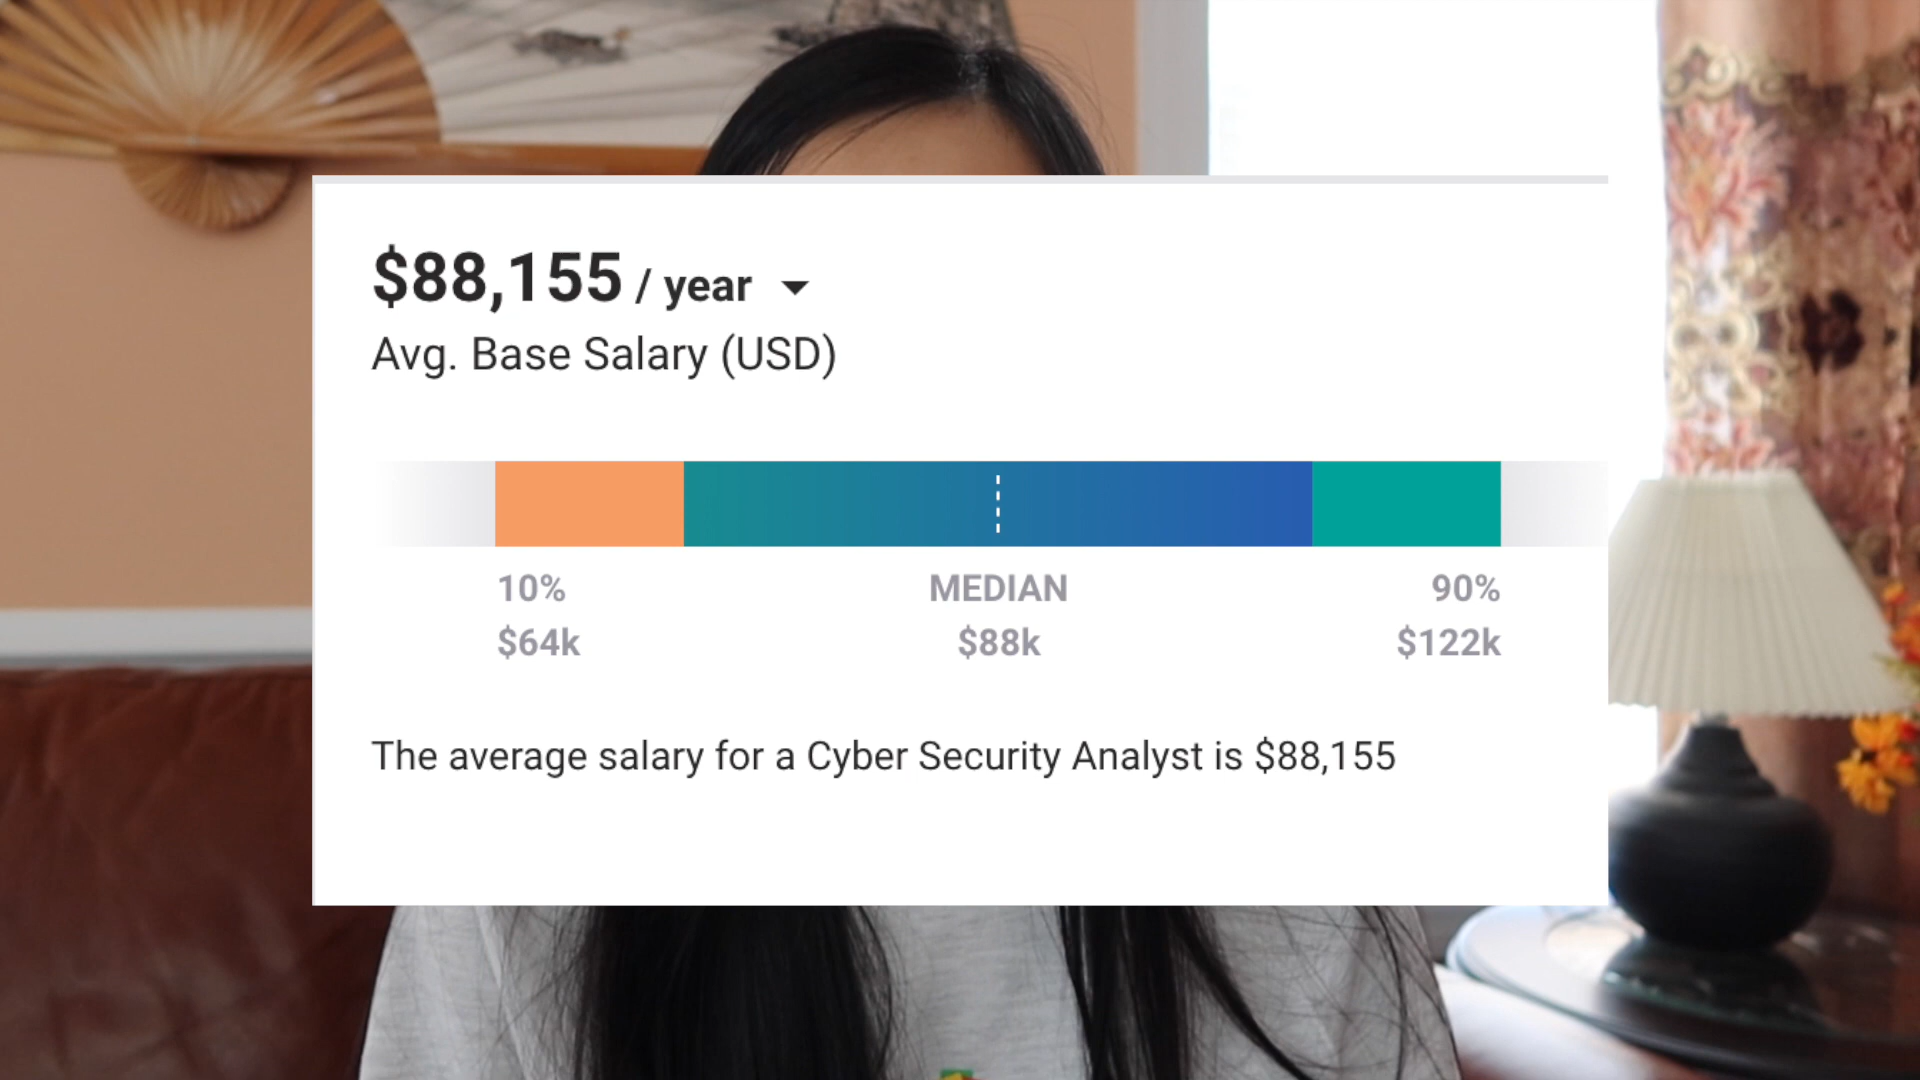 $88,155 / year
Avg. Base Salary (USD)
10% MEDIAN 90%
$64k $88k $122k
The average salary for a Cyber Security Analyst is $88,155